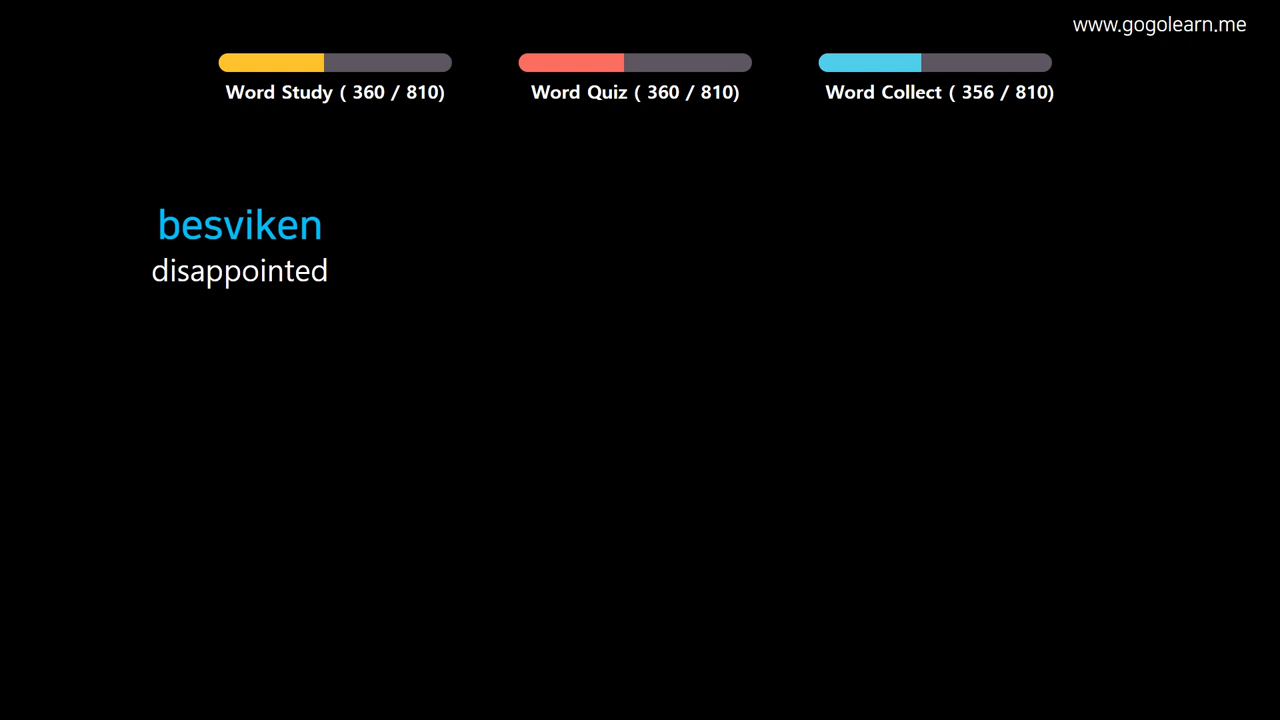 www.gogolearn.me
Word Study ( 360 / 810)
Word Quiz ( 360 / 810)
Word Collect ( 356 / 810)
besviken
disappointed